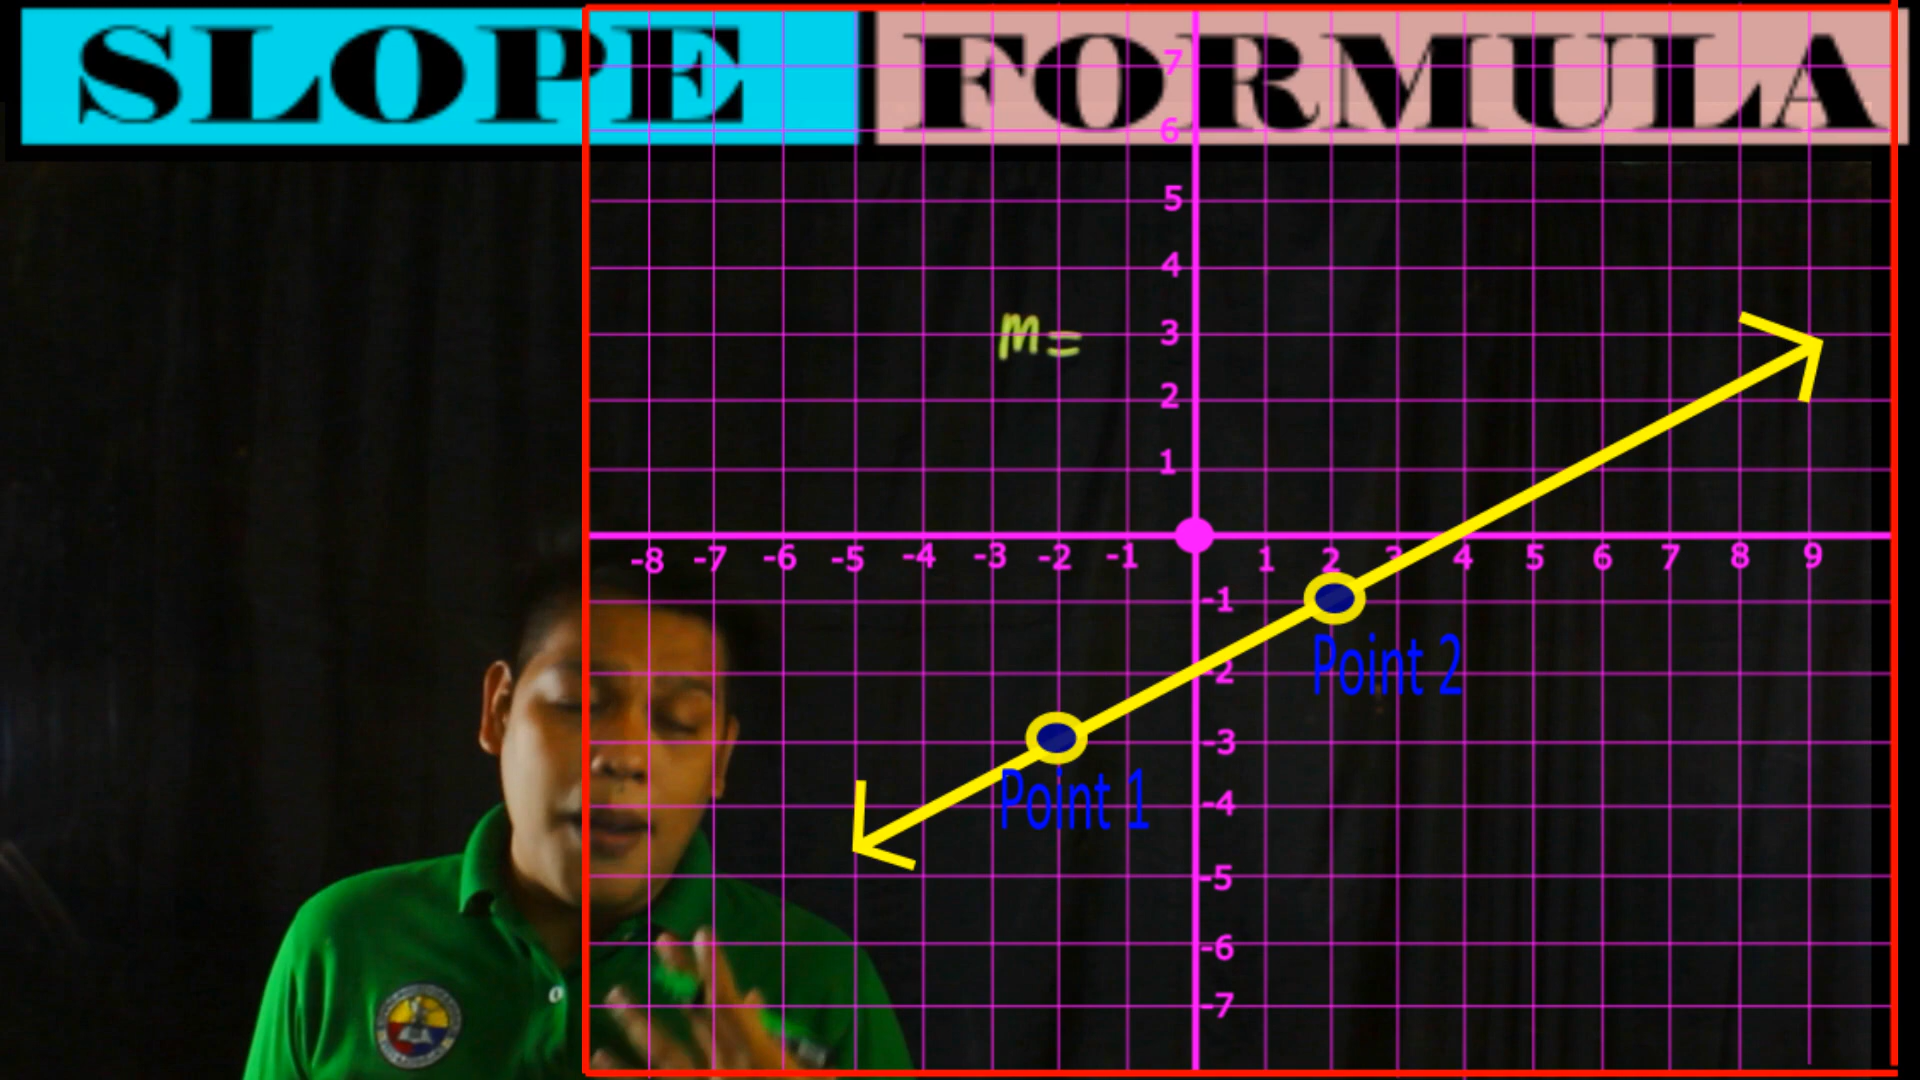 SLOPE FORMULA
7
6
5
4
m=
3
2
1
-8 -7 -6 -5 -4 -3 -2 -1 1 2 3 4 5 6 7 8 9
-1
Point 2
-2
-3
Point 1
-4
-5
-6
-7